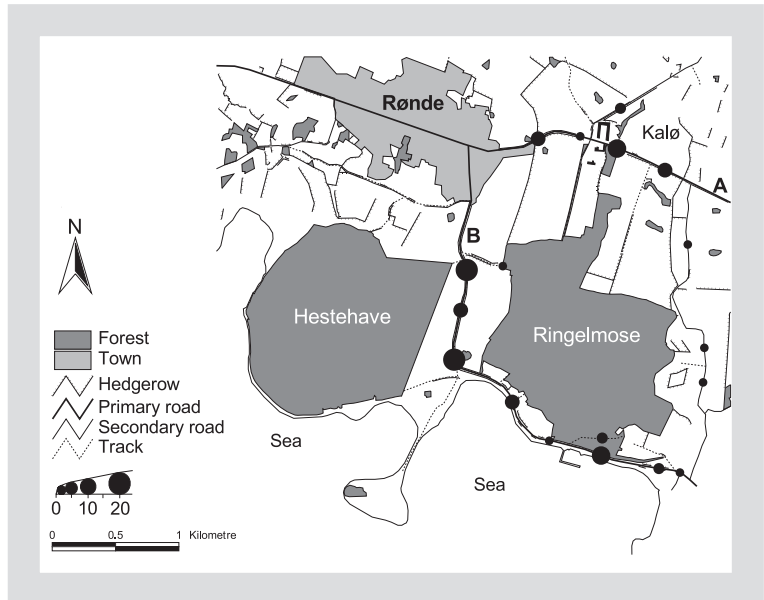 Rønde
Kalø
A
N
B
Hestehave
Ringelmose
Forest
Town
Hedgerow
Primary road
Secondary road
Track
Sea
Sea
0 10 20
0 0.5 1 Kilometre